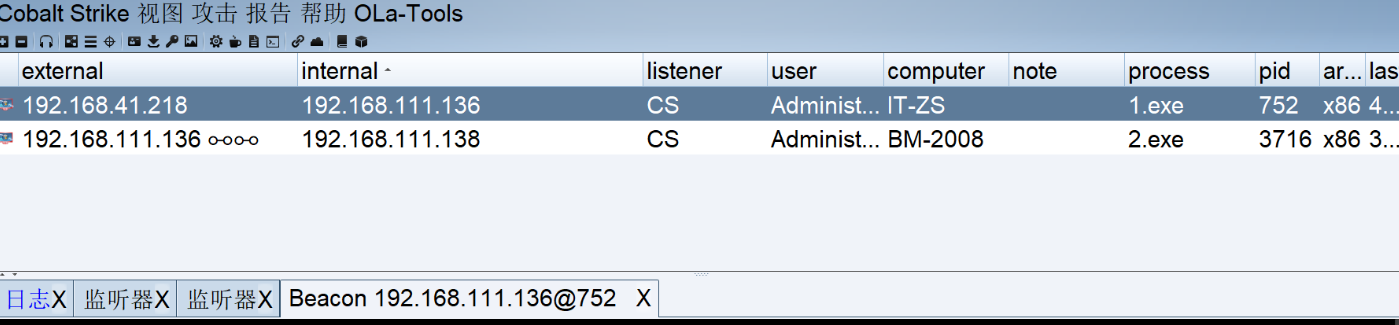 Cobalt Strike 视图 攻击 报告 帮助 OLa-Tools
external internal listener user computer note process pid ar... las
192.168.41.218 192.168.111.136 CS Administ... IT-ZS 1.exe 752 x86 4...
192.168.111.136 192.168.111.138 CS Administ... BM-2008 2.exe 3716 x86 3...
日志X 监听器X 监听器X Beacon 192.168.111.136@752 X